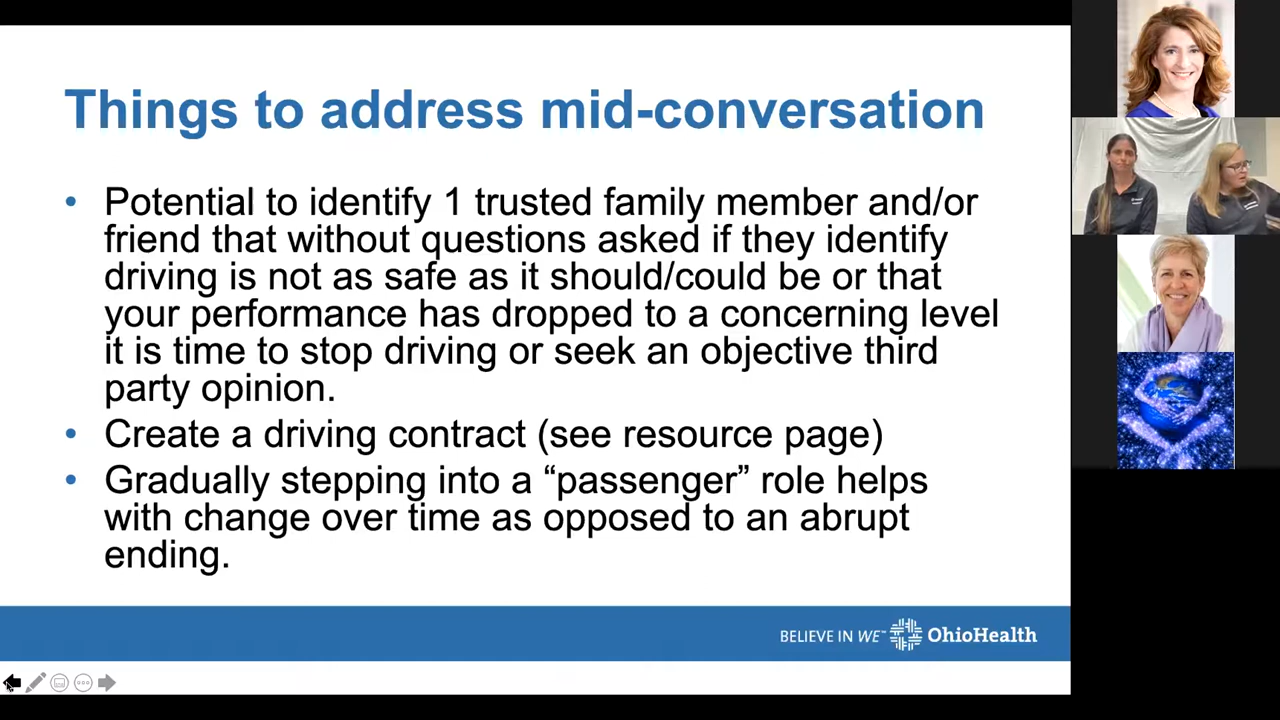 Things to address mid-conversation
• Potential to identify 1 trusted family member and/or
friend that without questions asked if they identify
driving is not as safe as it should/could be or that
your performance has dropped to a concerning level
it is time to stop driving or seek an objective third
party opinion.
• Create a driving contract (see resource page)
• Gradually stepping into a “passenger” role helps
with change over time as opposed to an abrupt
ending.
BELIEVE IN WE™ OhioHealth